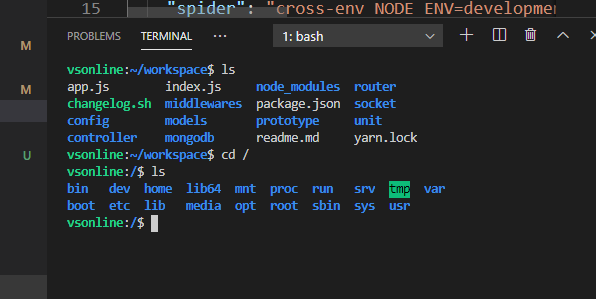 15 "spider": "cross-env NODE_ENV=developmen
M
PROBLEMS TERMINAL ··· 1: bash
M
U
vsonline:~/workspace$ ls
app.js index.js node_modules router
changelog.sh middlewares package.json socket
config models prototype unit
controller mongodb readme.md yarn.lock
vsonline:~/workspace$ cd /
vsonline:/$ ls
bin dev home lib64 mnt proc run srv tmp var
boot etc lib media opt root sbin sys usr
vsonline:/$